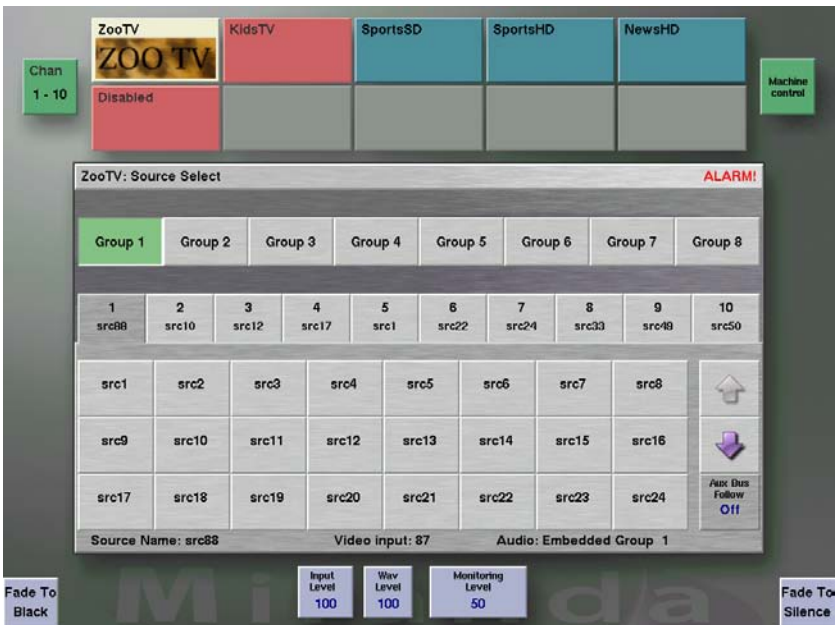 ZooTV KidsTV SportsSD SportsHD NewsHD
ZOO TV
Chan
1 - 10
Disabled
Machine
control
ZooTV: Source Select ALARM!
Group 1 Group 2 Group 3 Group 4 Group 5 Group 6 Group 7 Group 8
1 2 3 4 5 6 7 8 9 10
src88 src10 src12 src17 src1 src22 src24 src33 src49 src50
src1 src2 src3 src4 src5 src6 src7 src8
src9 src10 src11 src12 src13 src14 src15 src16
src17 src18 src19 src20 src21 src22 src23 src24
Aux Bus
Follow
Off
Source Name: src88 Video input: 87 Audio: Embedded Group 1
Input
Level
100
Wav
Level
100
Monitoring
Level
50
Fade To
Black
Fade To
Silence